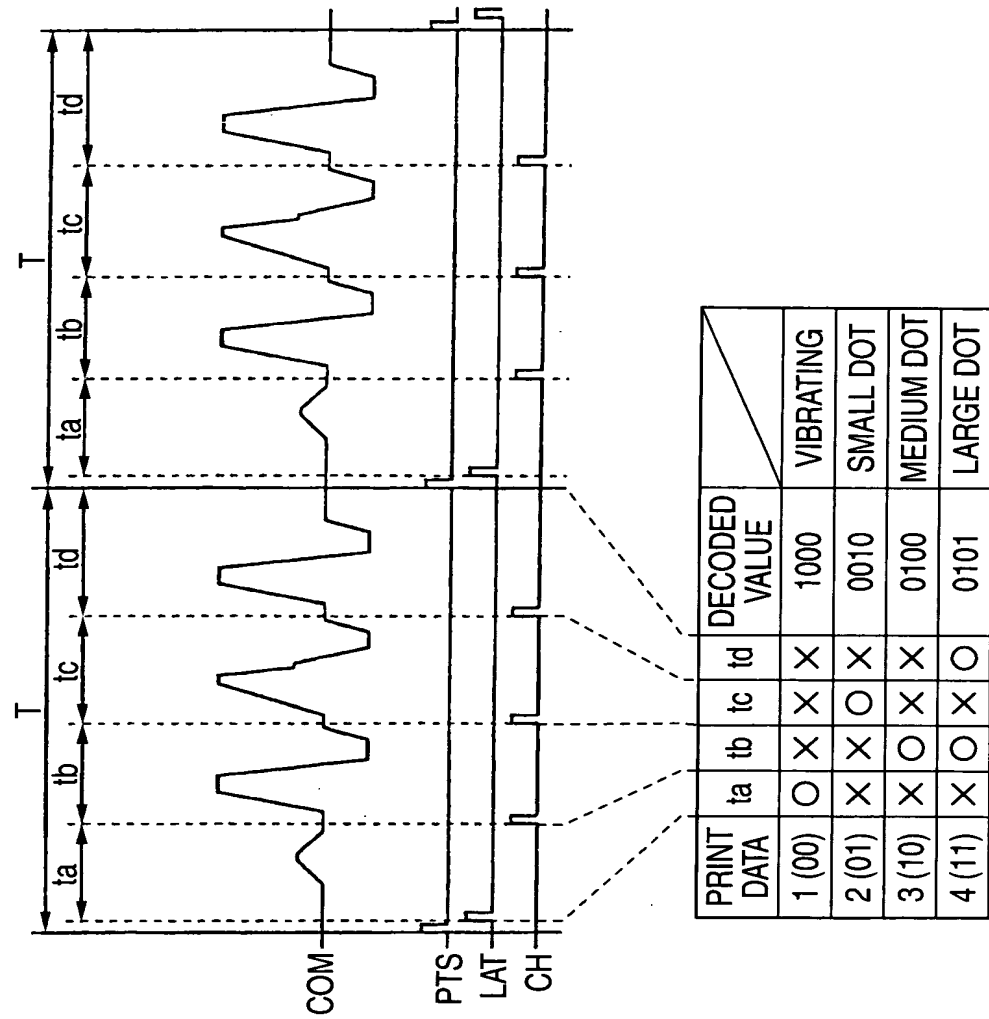 T T
ta tb tc td ta tb tc td
COM
PTS
LAT
CH
PRINT DATA ta tb tc td DECODED VALUE
1 (00) O X X X 1000 VIBRATING
2 (01) X X O X 0010 SMALL DOT
3 (10) X O X X 0100 MEDIUM DOT
4 (11) X O X O 0101 LARGE DOT